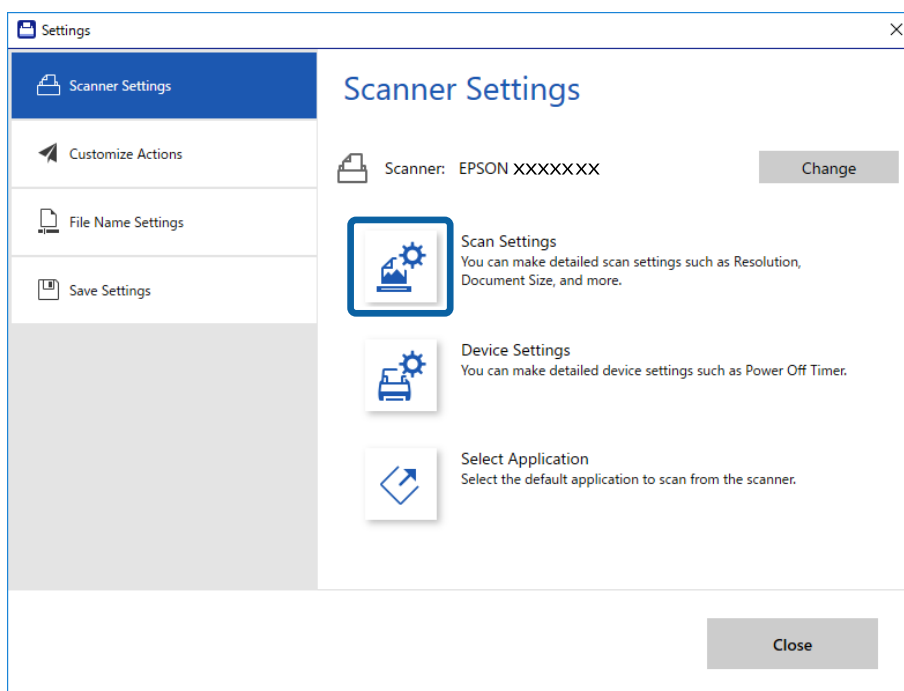 Settings
Scanner Settings
Customize Actions
File Name Settings
Save Settings
Scanner Settings
Scanner: EPSON XXXXXXX
Change
Scan Settings
You can make detailed scan settings such as Resolution,
Document Size, and more.
Device Settings
You can make detailed device settings such as Power Off Timer.
Select Application
Select the default application to scan from the scanner.
Close